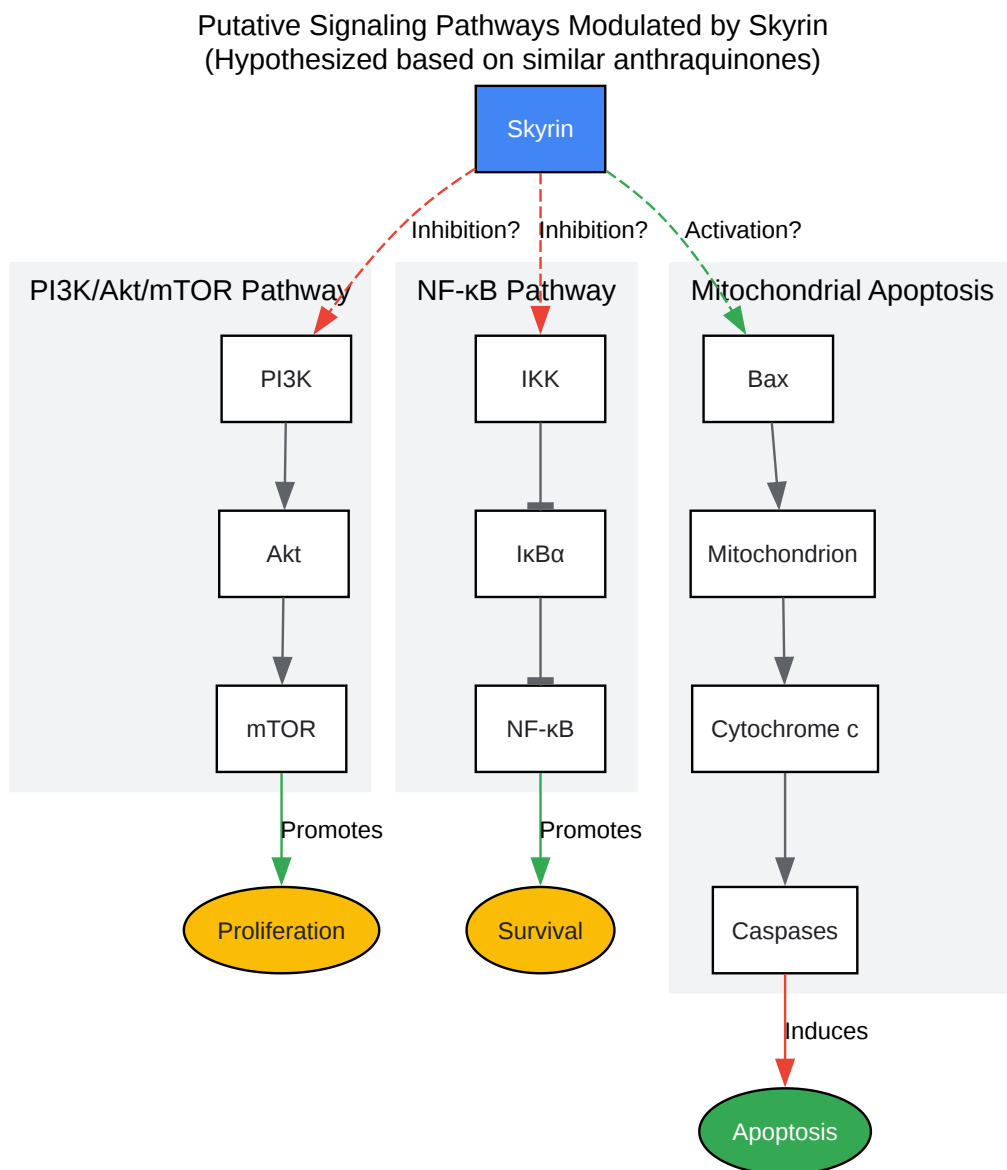 Putative Signaling Pathways Modulated by Skyrin
(Hypothesized based on similar anthraquinones)
Skyrin
Inhibition?
Inhibition?
Activation?
PI3K/Akt/mTOR Pathway
NF-κB Pathway
Mitochondrial Apoptosis
PI3K
IKK
Bax
Akt
IκBα
Mitochondrion
mTOR
NF-κB
Cytochrome c
Promotes
Promotes
Proliferation
Survival
Caspases
Induces
Apoptosis